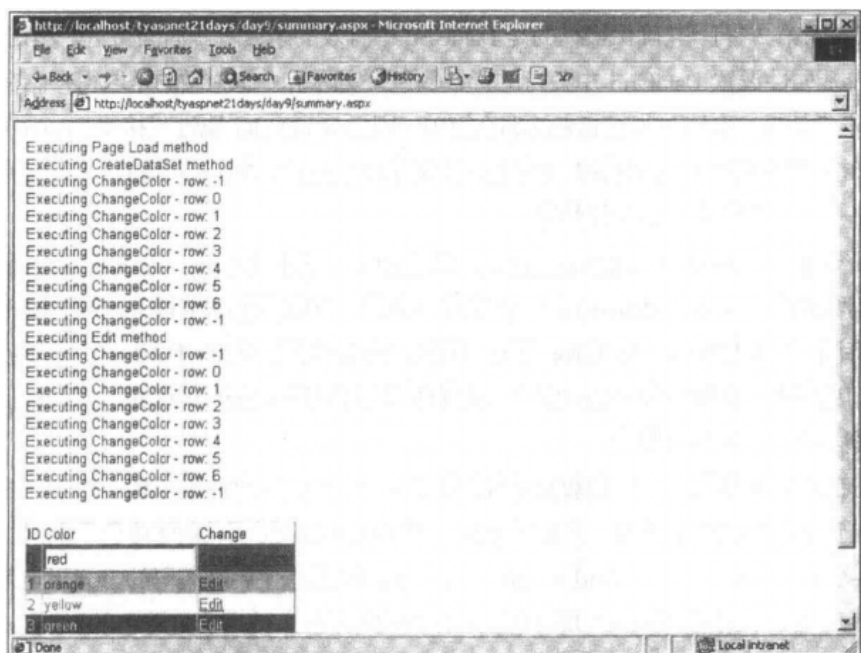 http://localhost/tyaspnet21days/day9/summary.aspx - Microsoft Internet Explorer
File Edit View Favorites Tools Help
Back Search Favorites History
Address http://localhost/tyaspnet21days/day9/summary.aspx
Executing Page Load method
Executing CreateDataSet method
Executing ChangeColor - row: -1
Executing ChangeColor - row: 0
Executing ChangeColor - row: 1
Executing ChangeColor - row: 2
Executing ChangeColor - row: 3
Executing ChangeColor - row: 4
Executing ChangeColor - row: 5
Executing ChangeColor - row: 6
Executing ChangeColor - row: -1
Executing Edit method
Executing ChangeColor - row: -1
Executing ChangeColor - row: 0
Executing ChangeColor - row: 1
Executing ChangeColor - row: 2
Executing ChangeColor - row: 3
Executing ChangeColor - row: 4
Executing ChangeColor - row: 5
Executing ChangeColor - row: 6
Executing ChangeColor - row: -1
ID Color Change
red
1 orange Edit
2 yellow Edit
3 green Edit
Done Local intranet